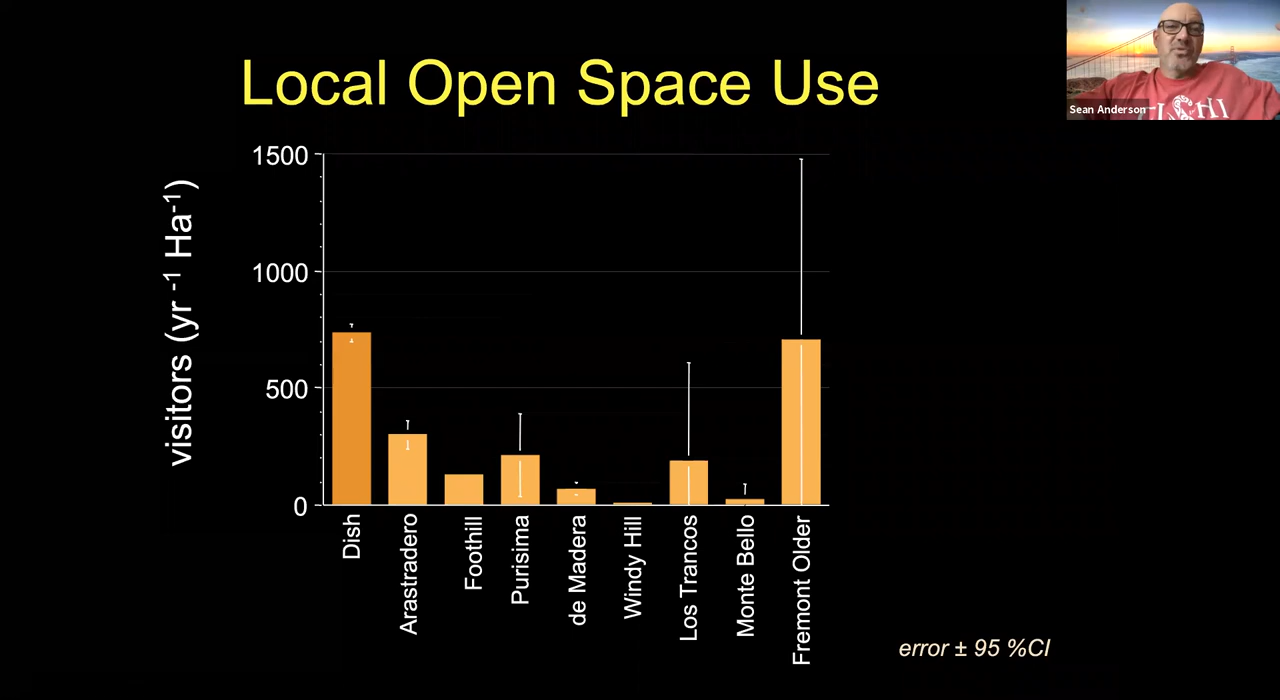 Local Open Space Use
Sean Anderson
visitors (yr -1 Ha-1)
1500
1000
500
0
Dish
Arastradero
Foothill
Purisima
de Madera
Windy Hill
Los Trancos
Monte Bello
Fremont Older
error ± 95 %CI